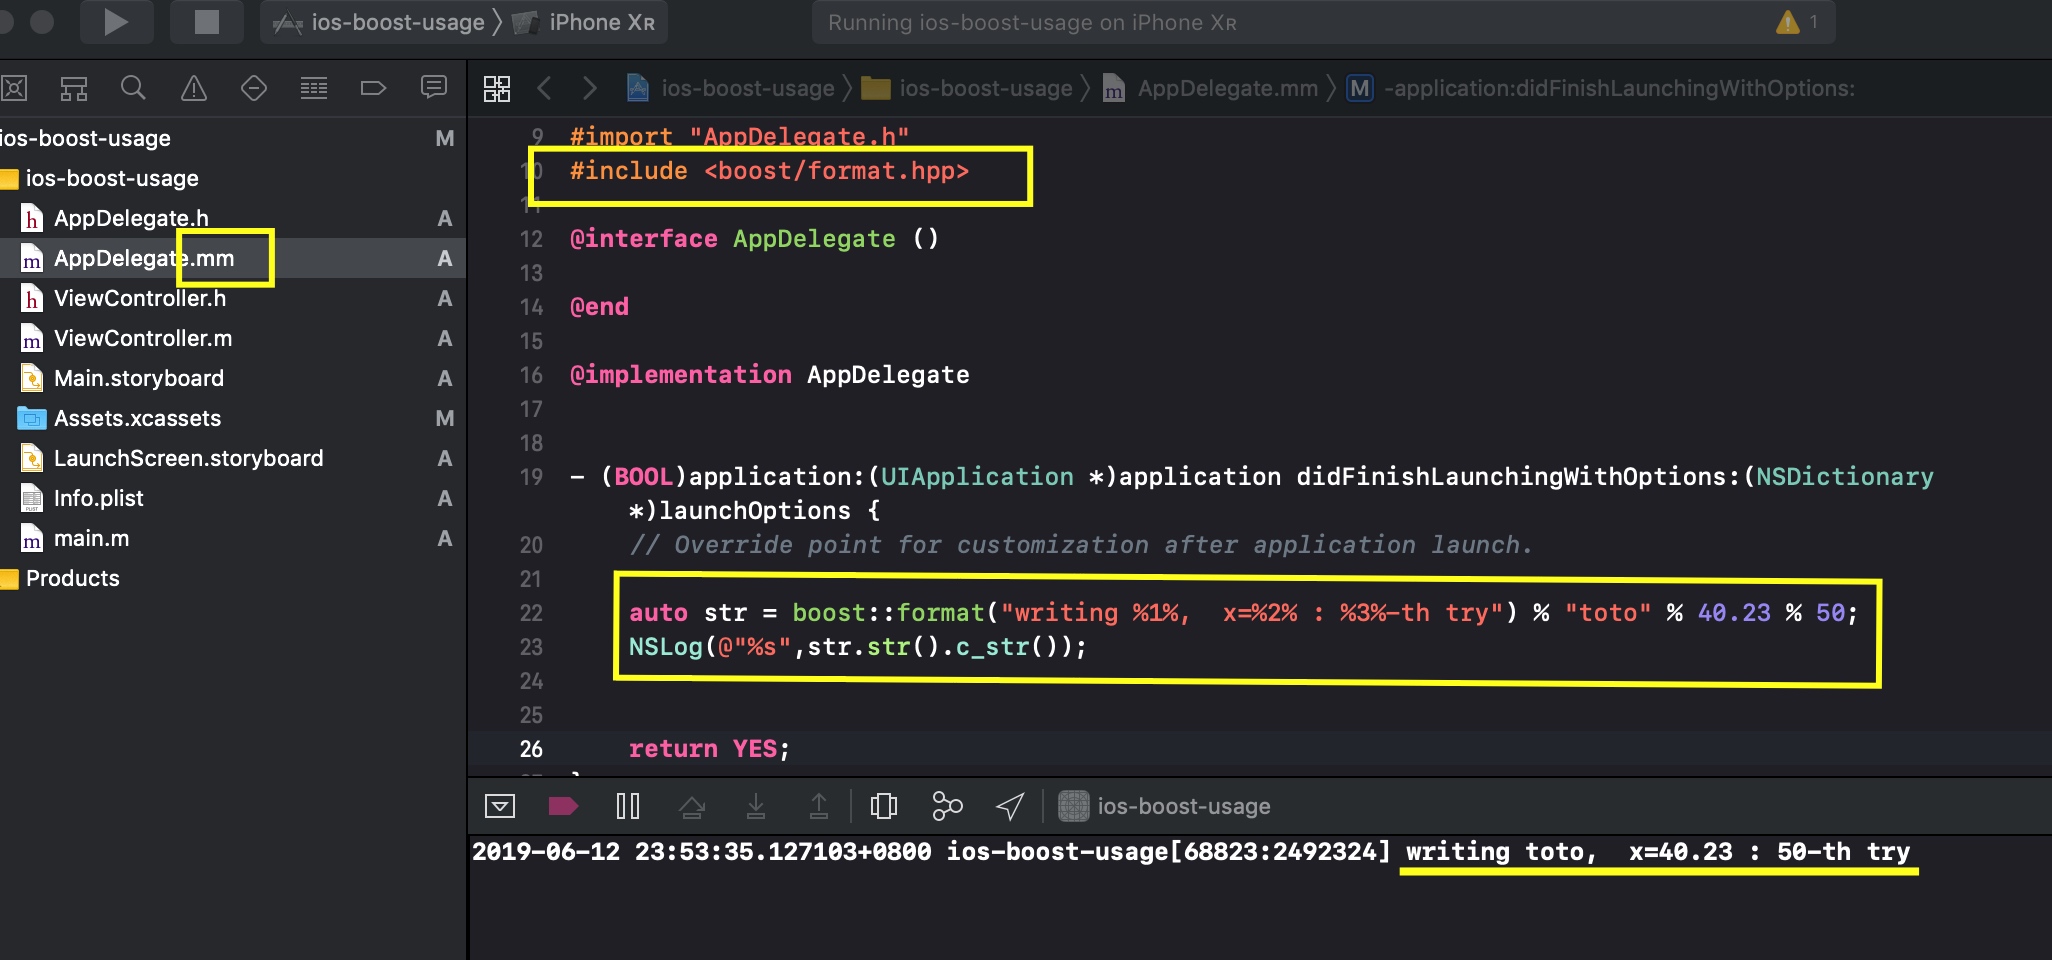 ios-boost-usage 〉 iPhone XR
Running ios-boost-usage on iPhone XR
1
ios-boost-usage 〉 ios-boost-usage 〉 AppDelegate.mm 〉 M -application:didFinishLaunchingWithOptions:
ios-boost-usage M
ios-boost-usage
h AppDelegate.h A
m AppDelegate.mm A
h ViewController.h A
m ViewController.m A
Main.storyboard A
Assets.xcassets M
LaunchScreen.storyboard A
Info.plist A
m main.m A
Products
9 #import "AppDelegate.h"
10 #include <boost/format.hpp>
11
12 @interface AppDelegate ()
13
14 @end
15
16 @implementation AppDelegate
17
18
19 - (BOOL)application:(UIApplication *)application didFinishLaunchingWithOptions:(NSDictionary
*)launchOptions {
20 // Override point for customization after application launch.
21
22 auto str = boost::format("writing %1%,  x=%2% : %3%-th try") % "toto" % 40.23 % 50;
23 NSLog(@"%s",str.str().c_str());
24
25
26 return YES;
ios-boost-usage
2019-06-12 23:53:35.127103+0800 ios-boost-usage[68823:2492324] writing toto,  x=40.23 : 50-th try